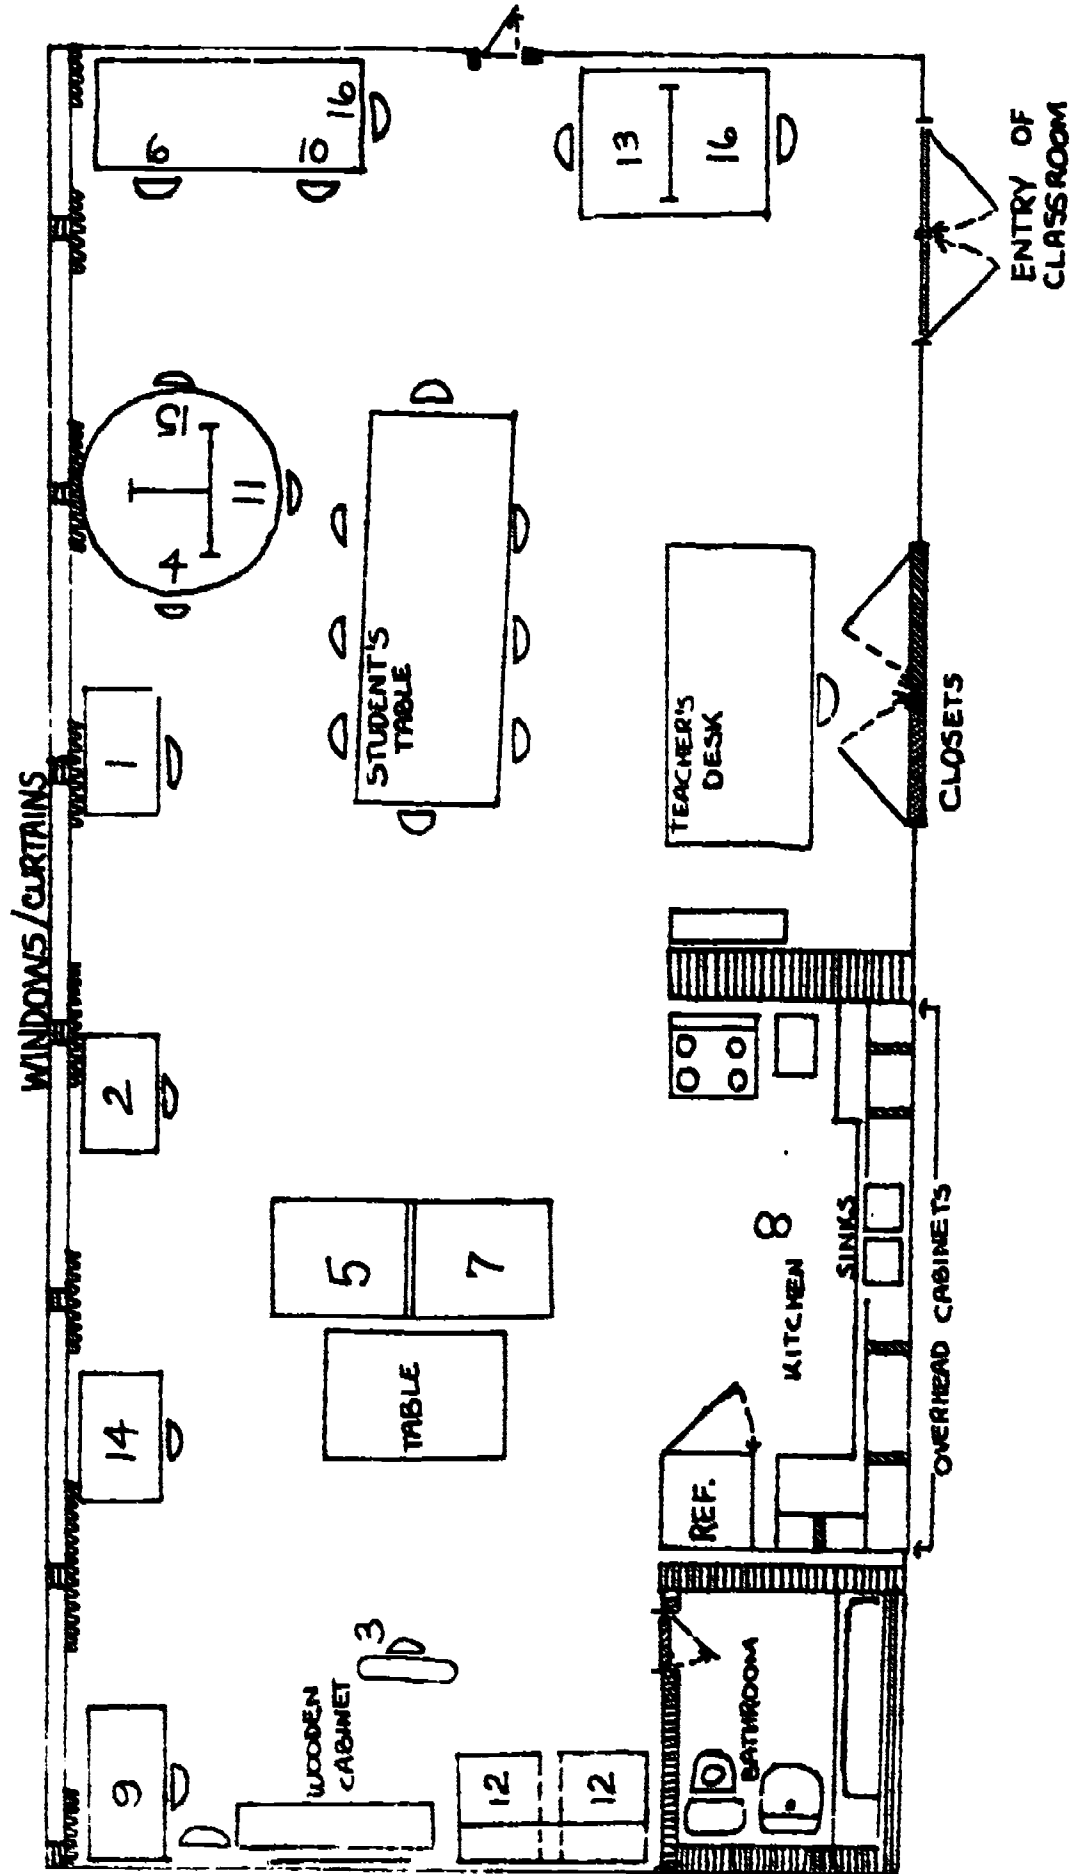 WINDOWS/CURTAINS
9
14
2
1
4
15
11
6
10
16
WOODEN
CABINET
3
TABLE
5
7
STUDENT'S
TABLE
13
16
12
12
REF.
8
KITCHEN
SINKS
TEACHER'S
DESK
BATHROOM
OVERHEAD CABINETS
CLOSETS
ENTRY OF
CLASSROOM